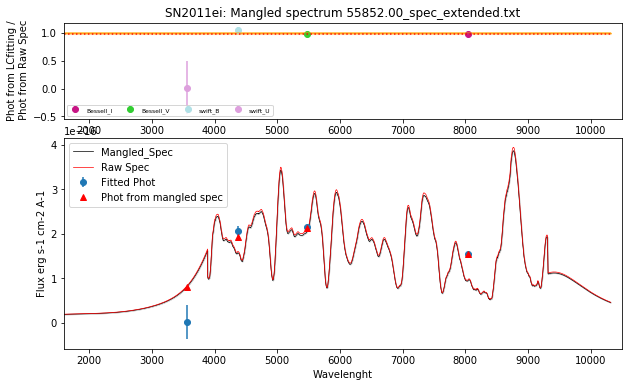 SN2011ei: Mangled spectrum 55852.00_spec_extended.txt
Phot from LCfitting /
Phot from Raw Spec
1.0
0.5
0.0
−0.5
Bessell_I
Bessell_V
swift_B
swift_U
2000 3000 4000 5000 6000 7000 8000 9000 10000
Mangled_Spec
Raw Spec
Fitted Phot
Phot from mangled spec
Flux erg s-1 cm-2 A-1
4
3
2
1
0
2000 3000 4000 5000 6000 7000 8000 9000 10000
Wavelenght